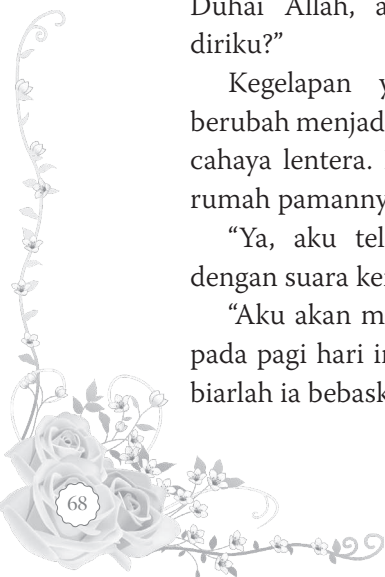 Duhai Allah, a
diriku?”
Kegelapan y
berubah menjad
cahaya lentera.
rumah pamanny
“Ya, aku tel
dengan suara ke
“Aku akan m
pada pagi hari i
biarlah ia bebask
68